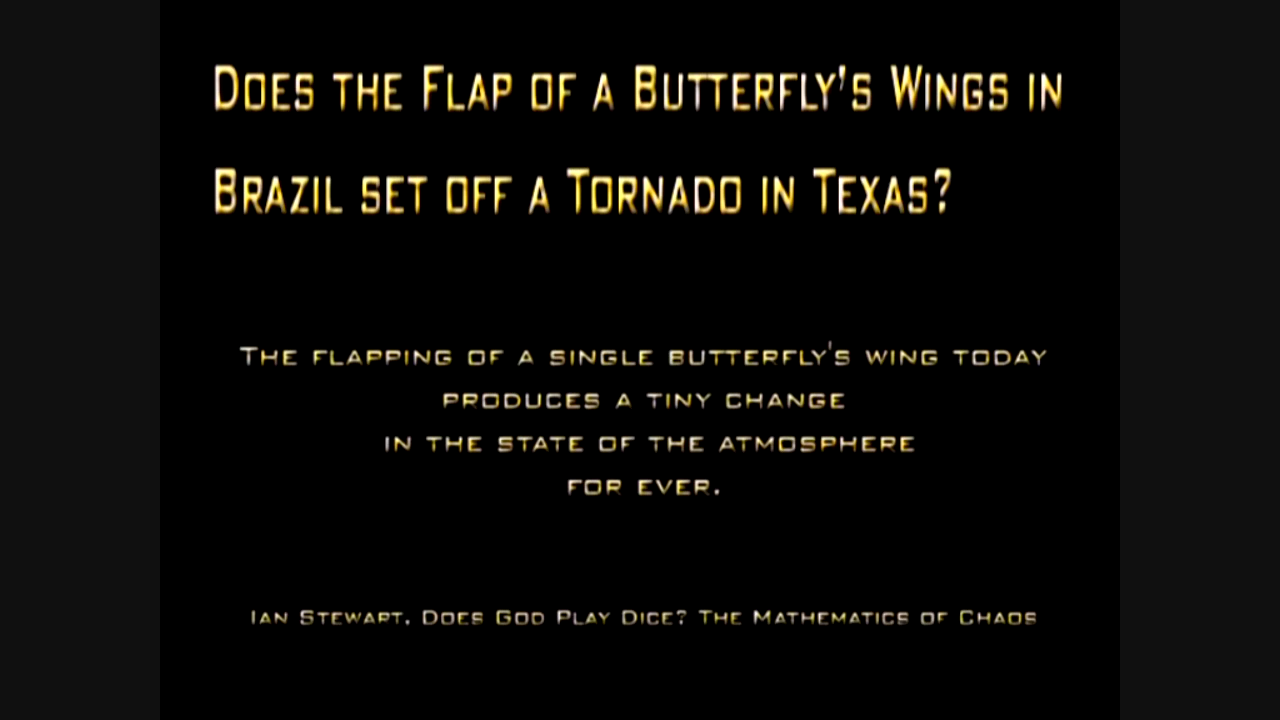 Does the Flap of a Butterfly's Wings in
Brazil set off a Tornado in Texas?
The flapping of a single butterfly's wing today
produces a tiny change
in the state of the atmosphere
for ever.
Ian Stewart, Does God Play Dice? The Mathematics of Chaos